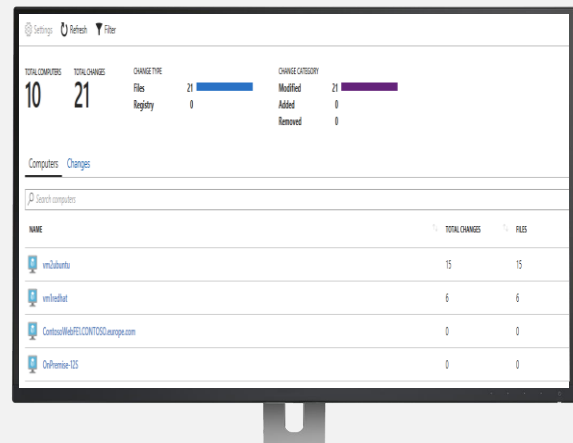 Settings Refresh Filter
TOTAL COMPUTERS TOTAL CHANGES CHANGE TYPE CHANGE CATEGORY
10 21 Files 21 Modified 21
Registry 0 Added 0
Removed 0
Computers Changes
Search computers
NAME TOTAL CHANGES FILES
vm2ubuntu 15 15
vm1redhat 6 6
ContosoWebFE1.CONTOSO.europe.com 0 0
OnPremise-12S 0 0